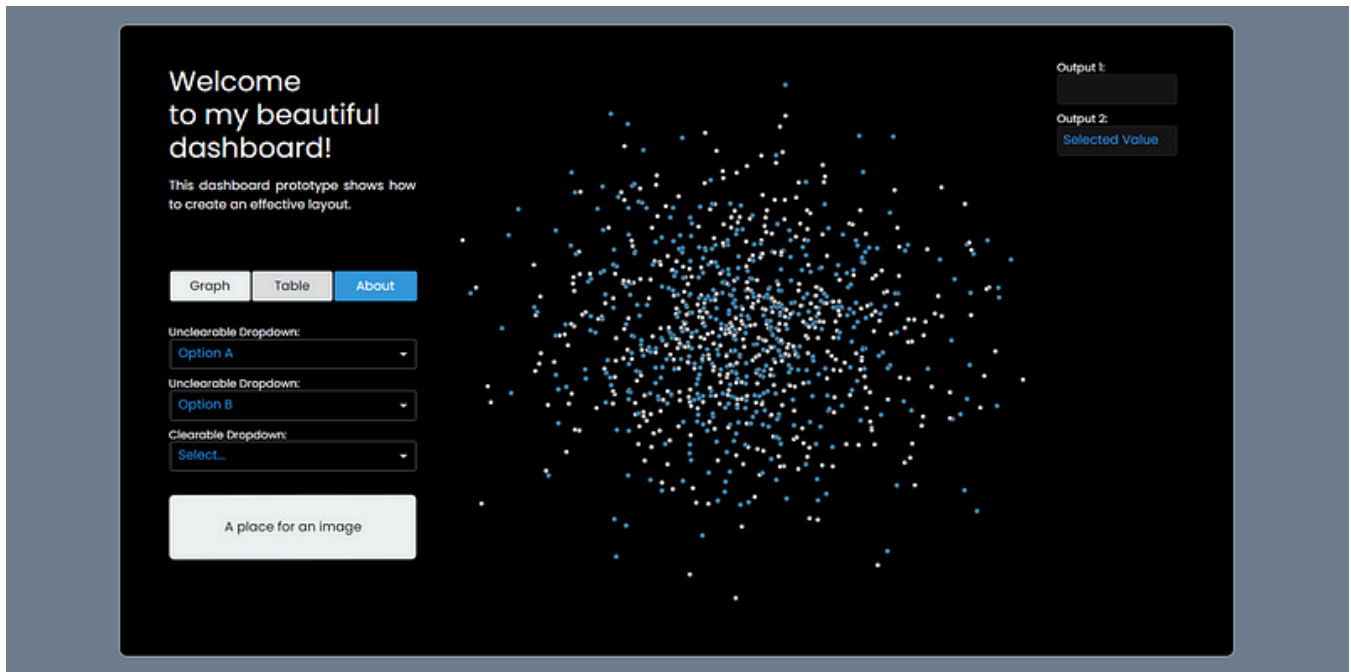 Welcome
to my beautiful
dashboard!
This dashboard prototype shows how
to create an effective layout.
Graph
Table
About
Unclearable Dropdown:
Option A
Unclearable Dropdown:
Option B
Clearable Dropdown:
Select...
A place for an image
Output 1:
Output 2:
Selected Value